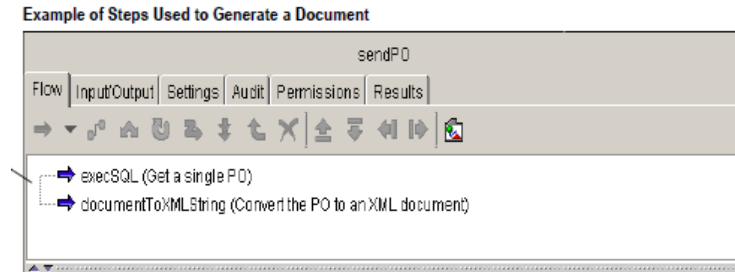 Example of Steps Used to Generate a Document
sendPO
Flow Input/Output Settings Audit Permissions Results
execSQL (Get a single PO)
documentToXMLString (Convert the PO to an XML document)